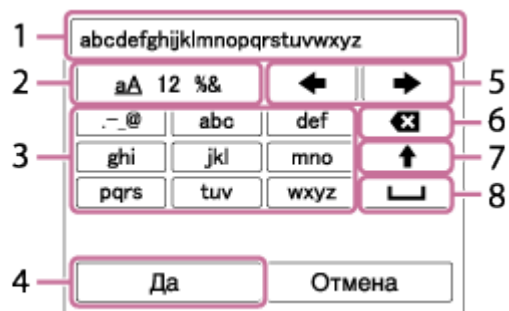 1 abcdefghijklmnopqrstuvwxyz
2 aA 12 %& 5
.-_@ abc def 6
3 ghi jkl mno 7
pqrs tuv wxyz 8
4 Да Отмена